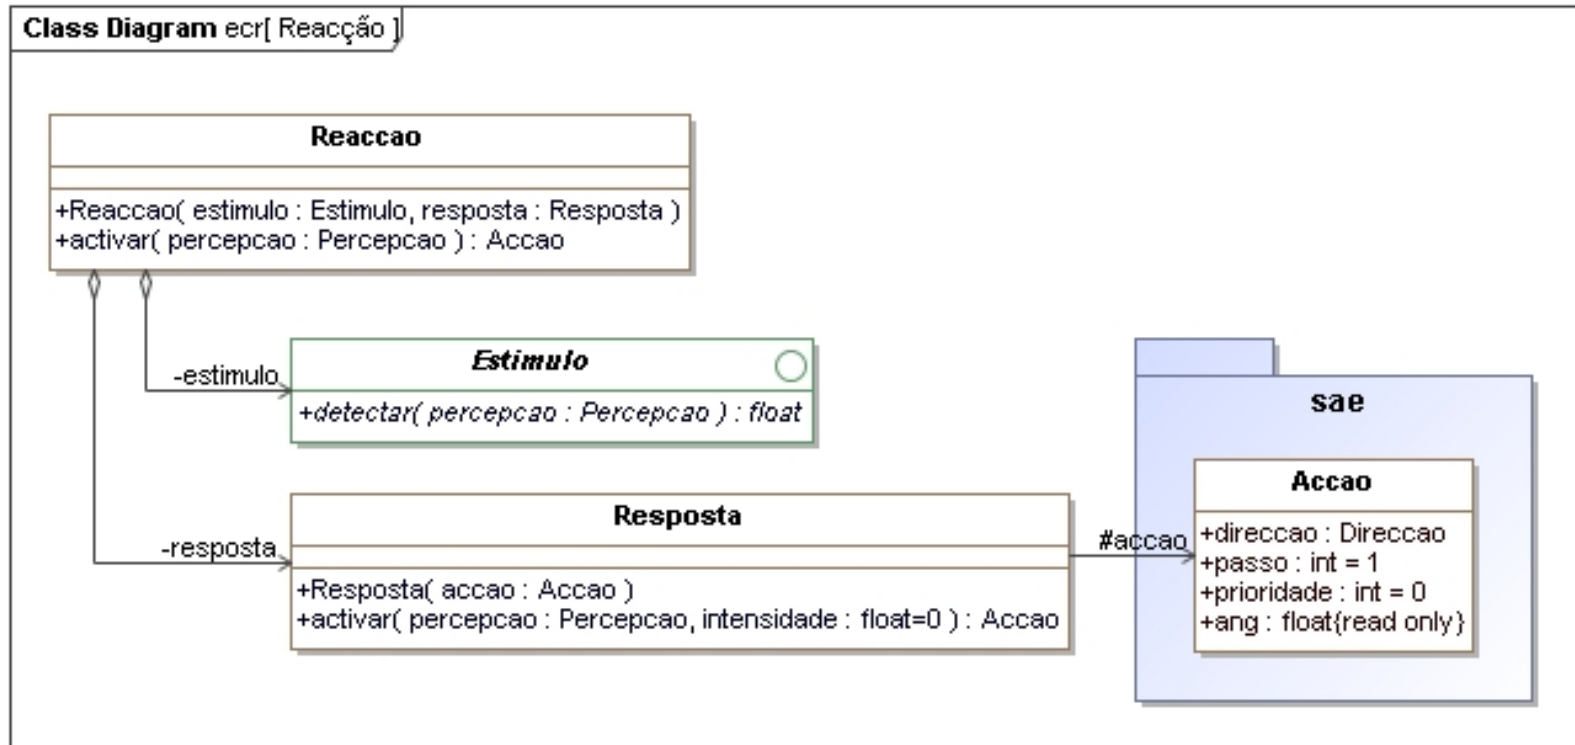 Class Diagram ecr[ Reacção ]
Reaccao
+Reaccao( estimulo : Estimulo, resposta : Resposta )
+activar( percepcao : Percepcao ) : Accao
-estimulo
Estimulo
+detectar( percepcao : Percepcao ) : float
-resposta
Resposta
+Resposta( accao : Accao )
+activar( percepcao : Percepcao, intensidade : float=0 ) : Accao
#accao
sae
Accao
+direccao : Direccao
+passo : int = 1
+prioridade : int = 0
+ang : float{read only}